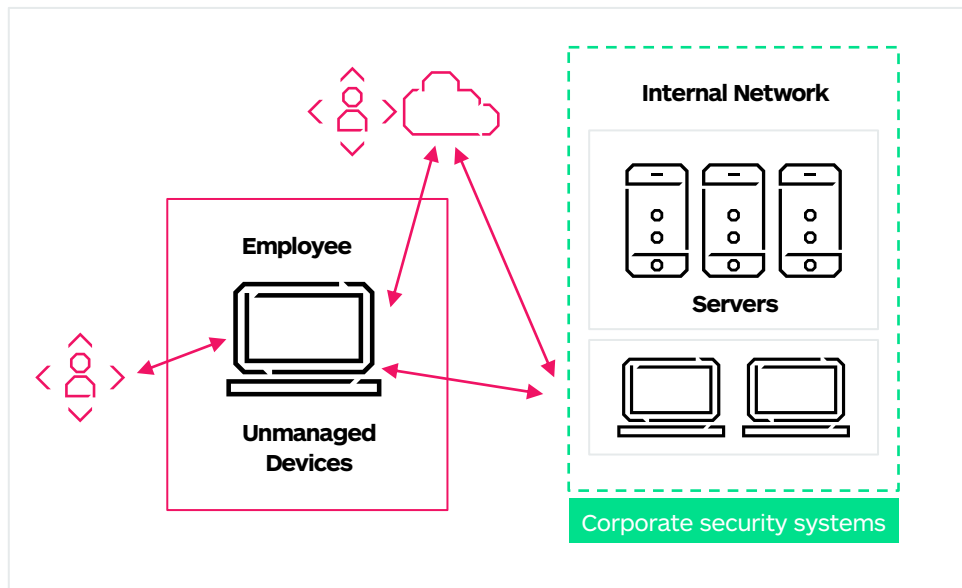 Internal Network
Servers
Employee
Unmanaged
Devices
Corporate security systems